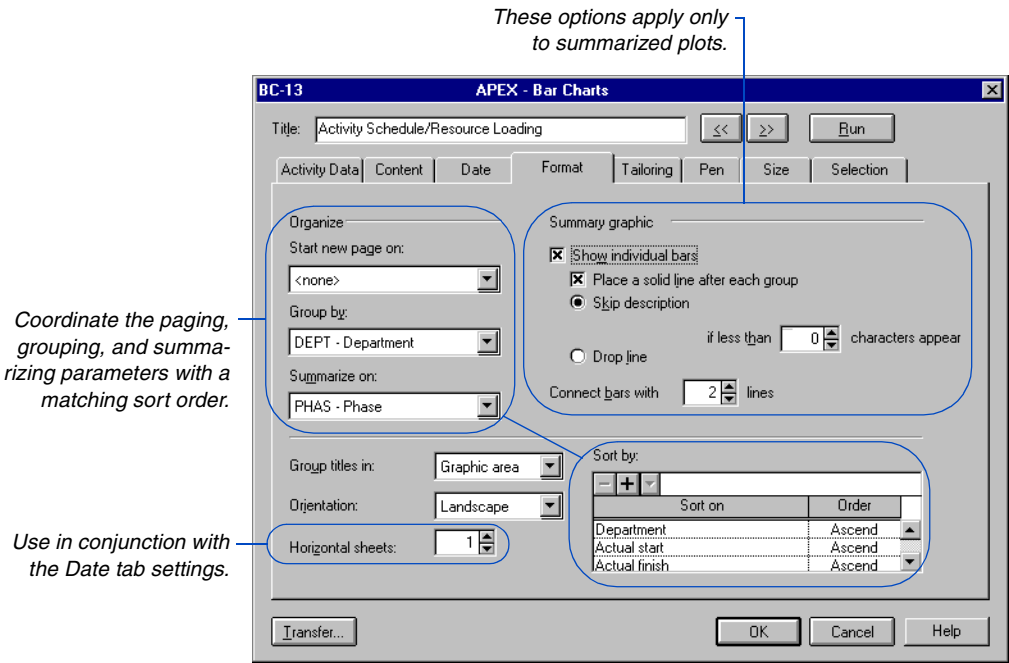 These options apply only
to summarized plots.
BC-13 APEX - Bar Charts
Title: Activity Schedule/Resource Loading << >> Run
Activity Data Content Date Format Tailoring Pen Size Selection
Organize
Start new page on:
<none>
Group by:
DEPT - Department
Summarize on:
PHAS - Phase
Summary graphic
Show individual bars
Place a solid line after each group
Skip description
if less than 0 characters appear
Drop line
Connect bars with 2 lines
Coordinate the paging,
grouping, and summa-
rizing parameters with a
matching sort order.
Group titles in: Graphic area
Orientation: Landscape
Horizontal sheets: 1
Sort by:
Sort on Order
Department Ascend
Actual start Ascend
Actual finish Ascend
Use in conjunction with
the Date tab settings.
Transfer... OK Cancel Help